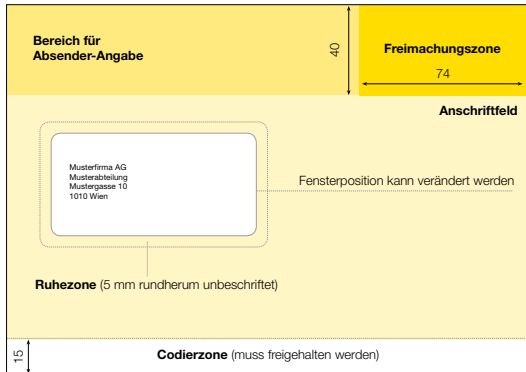 Bereich für
Absender-Angabe
40
Freimachungszone
74
Anschriftfeld
Musterfirma AG
Musterabteilung
Mustergasse 10
1010 Wien
Fensterposition kann verändert werden
Ruhezone (5 mm rundherum unbeschriftet)
15
Codierzone (muss freigehalten werden)